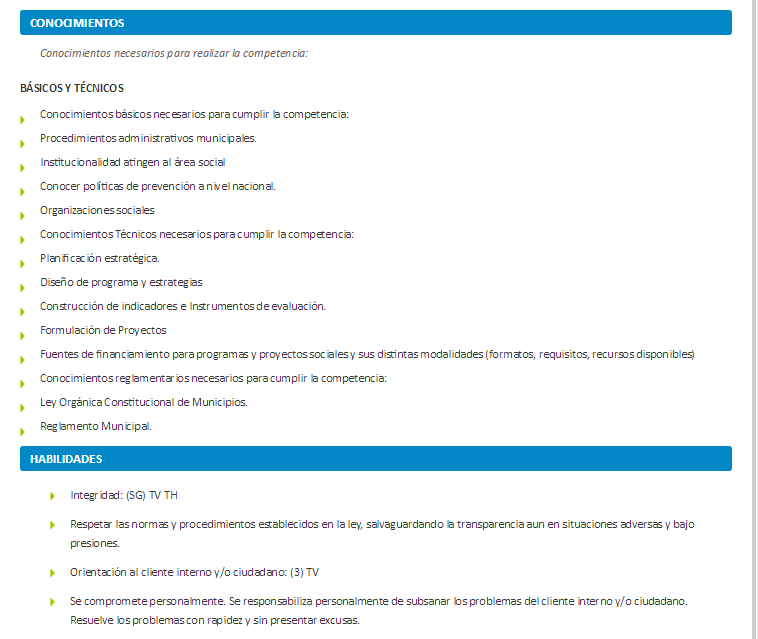 CONOCIMIENTOS
Conocimientos necesarios para realizar la competencia:
BÁSICOS Y TÉCNICOS
Conocimientos básicos necesarios para cumplir la competencia:
Procedimientos administrativos municipales.
Institucionalidad atingen al área social
Conocer políticas de prevención a nivel nacional.
Organizaciones sociales
Conocimientos Técnicos necesarios para cumplir la competencia:
Planificación estratégica.
Diseño de programa y estrategias
Construcción de indicadores e Instrumentos de evaluación.
Formulación de Proyectos
Fuentes de financiamiento para programas y proyectos sociales y sus distintas modalidades (formatos, requisitos, recursos disponibles)
Conocimientos reglamentarios necesarios para cumplir la competencia:
Ley Orgánica Constitucional de Municipios.
Reglamento Municipal.
HABILIDADES
Integridad: (SG) TV TH
Respetar las normas y procedimientos establecidos en la ley, salvaguardando la transparencia aun en situaciones adversas y bajo
presiones.
Orientación al cliente interno y/o ciudadano: (3) TV
Se compromete personalmente. Se responsabiliza personalmente de subsanar los problemas del cliente interno y/o ciudadano.
Resuelve los problemas con rapidez y sin presentar excusas.